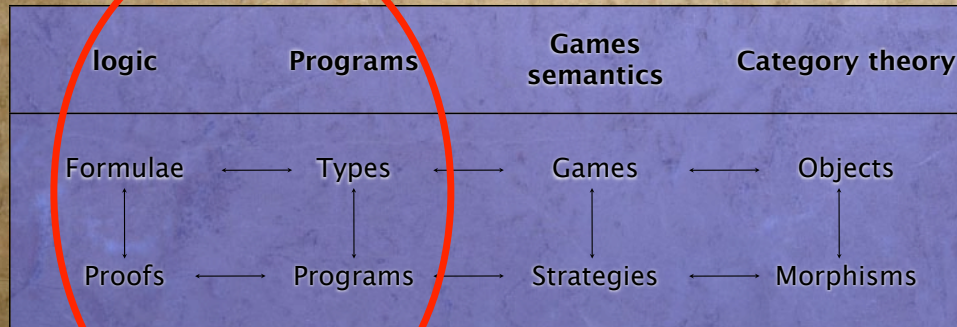 logic Programs Games semantics Category theory
Formulae Types Games Objects
Proofs Programs Strategies Morphisms